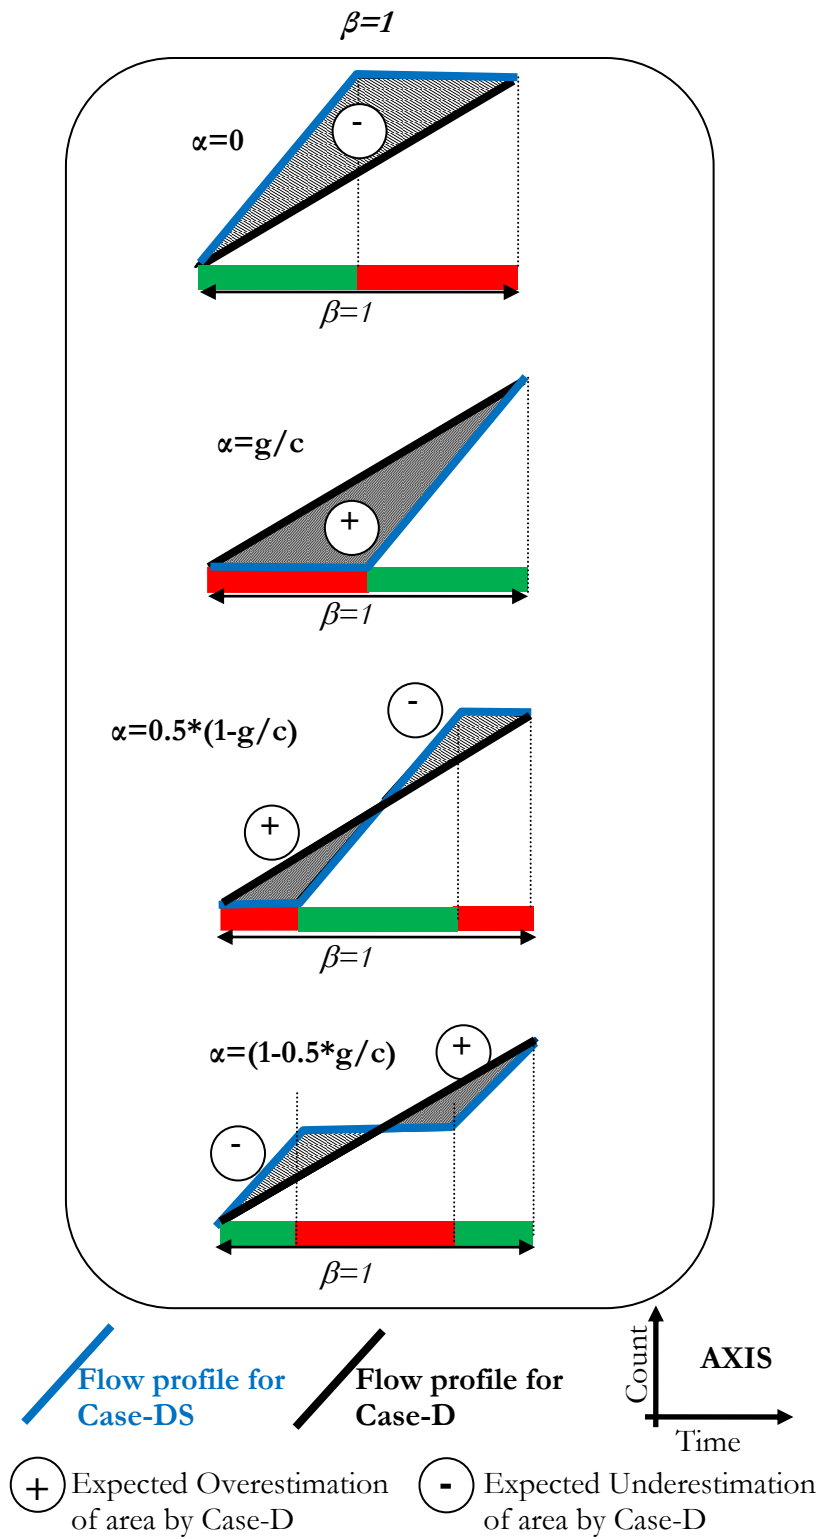 β=1
α=0
-
β=1
α=g/c
+
β=1
-
α=0.5*(1-g/c)
+
β=1
α=(1-0.5*g/c)
+
-
β=1
Flow profile for
Case-DS
Flow profile for
Case-D
Count
AXIS
Time
+ Expected Overestimation
of area by Case-D
- Expected Underestimation
of area by Case-D